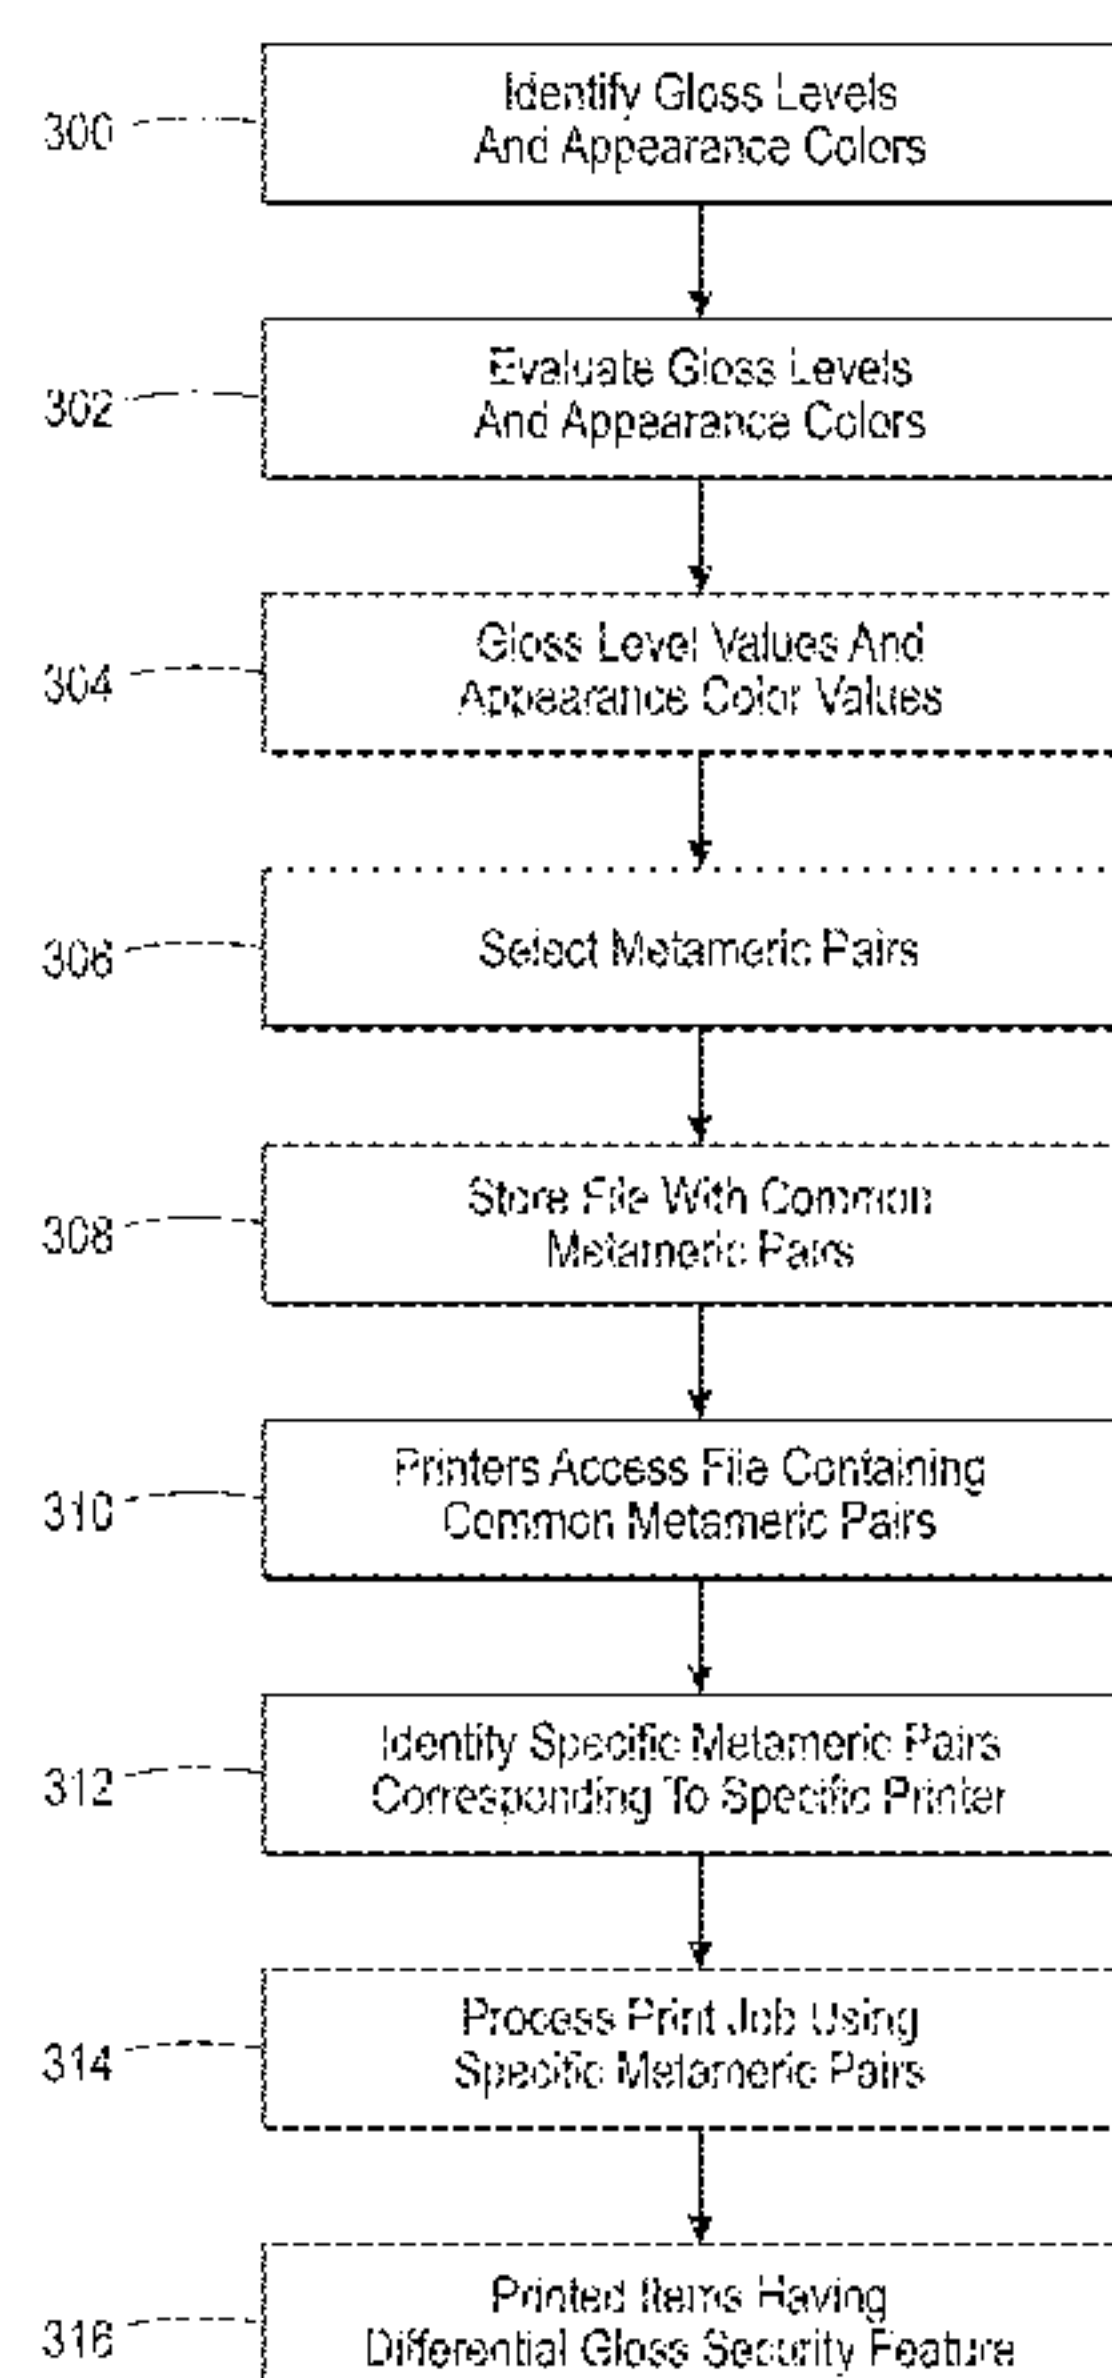 300
Identify Gloss Levels
And Appearance Colors
302
Evaluate Gloss Levels
And Appearance Colors
304
Gloss Level Values And
Appearance Color Values
306
Select Metameric Pairs
308
Store File With Common
Metameric Pairs
310
Printers Access File Containing
Common Metameric Pairs
312
Identify Specific Metameric Pairs
Corresponding To Specific Printer
314
Process Print Job Using
Specific Metameric Pairs
316
Printed Items Having
Differential Gloss Security Feature